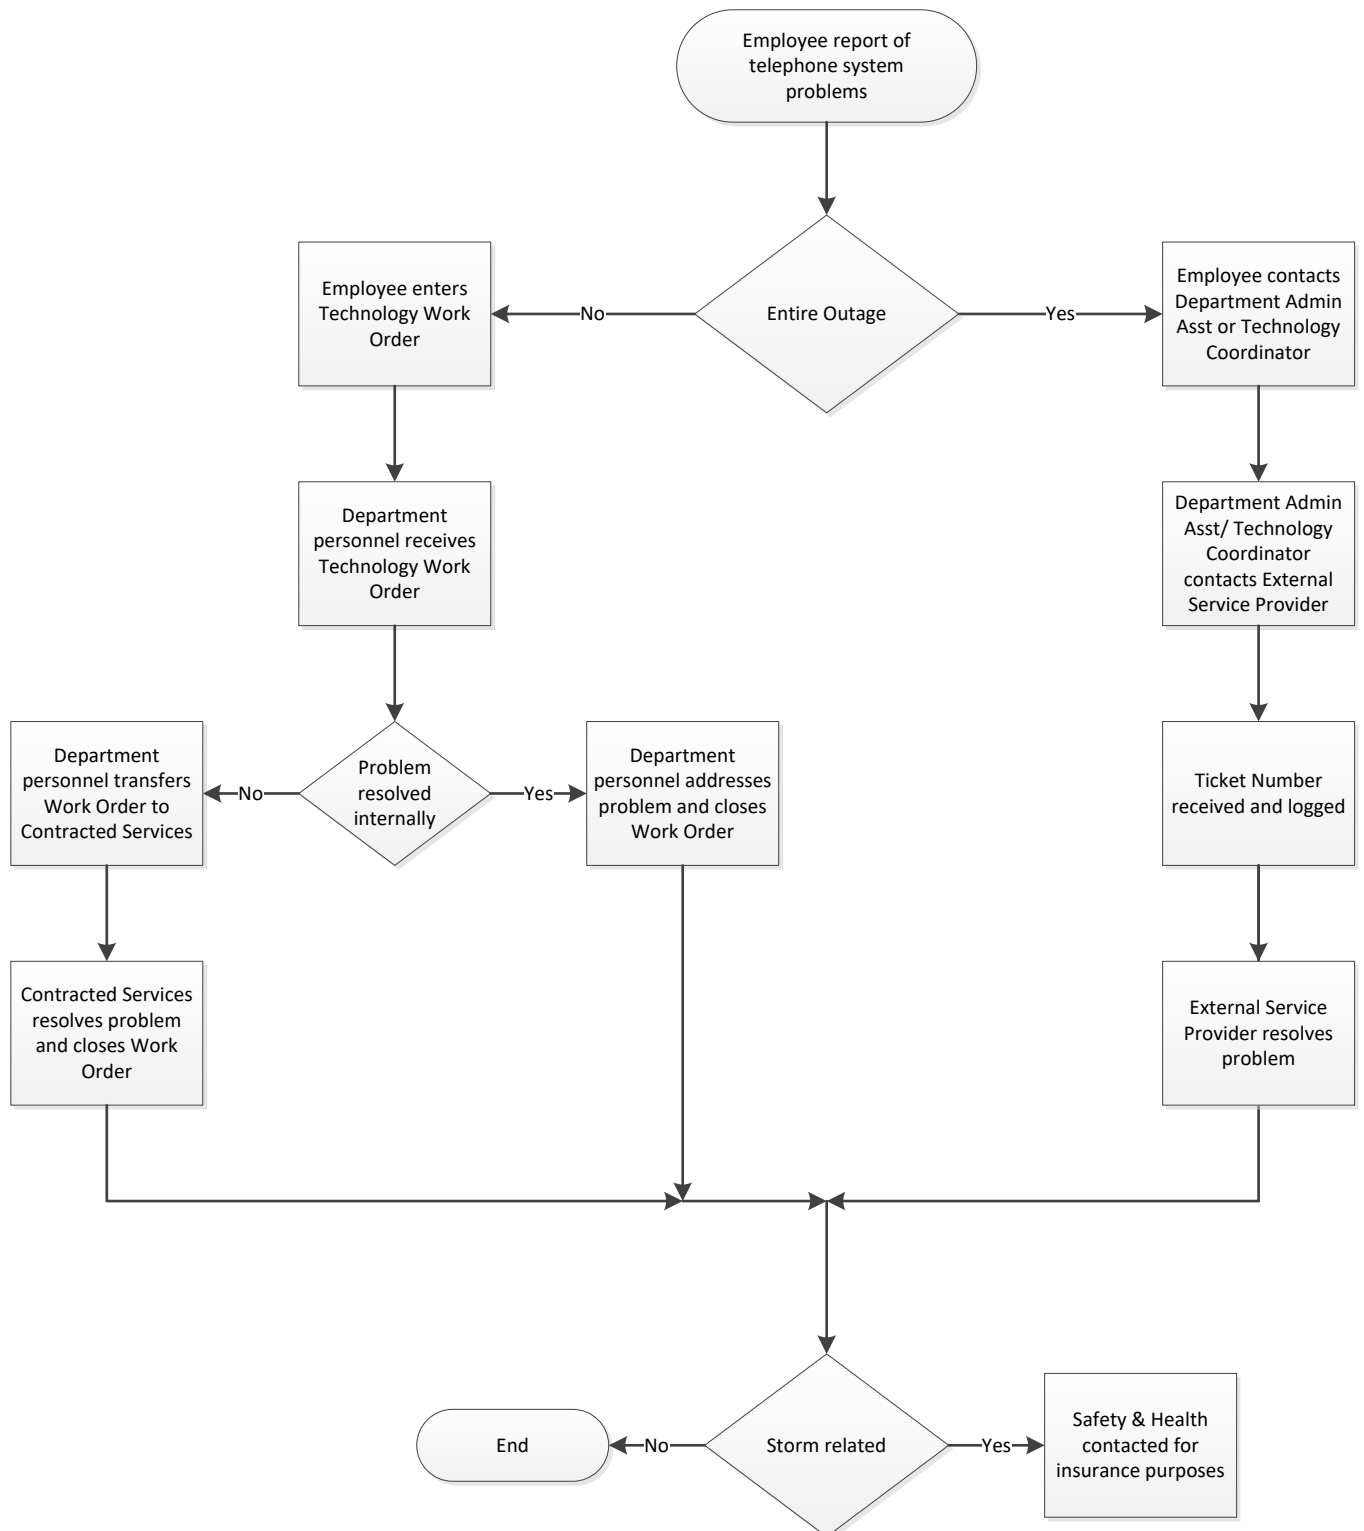 Employee report of
telephone system
problems
Employee enters
Technology Work
Order
No
Entire Outage
Yes
Employee contacts
Department Admin
Asst or Technology
Coordinator
Department
personnel receives
Technology Work
Order
Department Admin
Asst/ Technology
Coordinator
contacts External
Service Provider
Department
personnel transfers
Work Order to
Contracted Services
No
Problem
resolved
internally
Yes
Department
personnel addresses
problem and closes
Work Order
Ticket Number
received and logged
Contracted Services
resolves problem
and closes Work
Order
External Service
Provider resolves
problem
End
No
Storm related
Yes
Safety & Health
contacted for
insurance purposes